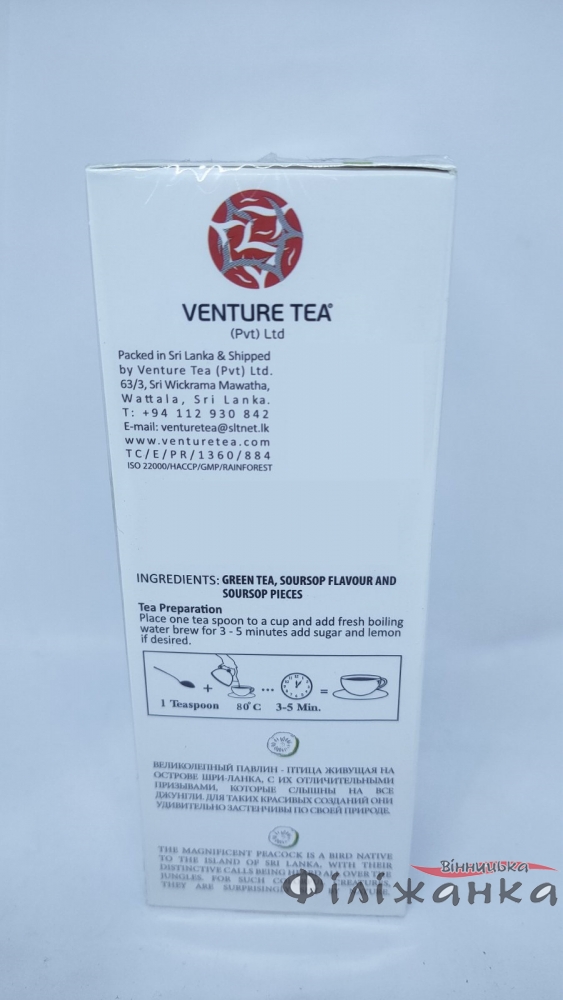 VENTURE TEA®
(Pvt) Ltd
Packed in Sri Lanka & Shipped
by Venture Tea (Pvt) Ltd.
63/3, Sri Wickrama Mawatha,
Wattala, Sri Lanka.
T: +94 112 930 842
E-mail: venturetea@sltnet.lk
www.venturetea.com
TC/E/PR/1360/884
ISO 22000/HACCP/GMP/RAINFOREST
INGREDIENTS: GREEN TEA, SOURSOP FLAVOUR AND
SOURSOP PIECES
Tea Preparation
Place one tea spoon to a cup and add fresh boiling
water brew for 3 - 5 minutes add sugar and lemon
if desired.
+ ... =
1 Teaspoon 80°C 3-5 Min.
ВЕЛИКОЛЕПНЫЙ ПАВЛИН - ПТИЦА ЖИВУЩАЯ НА
ОСТРОВЕ ШРИ-ЛАНКА, С ИХ ОТЛИЧИТЕЛЬНЫМИ
ПРИЗЫВАМИ, КОТОРЫЕ СЛЫШНЫ НА ВСЕ
ДЖУНГЛИ. ДЛЯ ТАКИХ КРАСИВЫХ СОЗДАНИЙ ОНИ
УДИВИТЕЛЬНО ЗАСТЕНЧИВЫ ПО СВОЕЙ ПРИРОДЕ.
THE MAGNIFICENT PEACOCK IS A BIRD NATIVE
TO THE ISLAND OF SRI LANKA, WITH THEIR
DISTINCTIVE CALLS BEING HEARD ALL OVER THE
JUNGLES. FOR SUCH CREATURES,
THEY ARE
Вінницька
Філіжанка